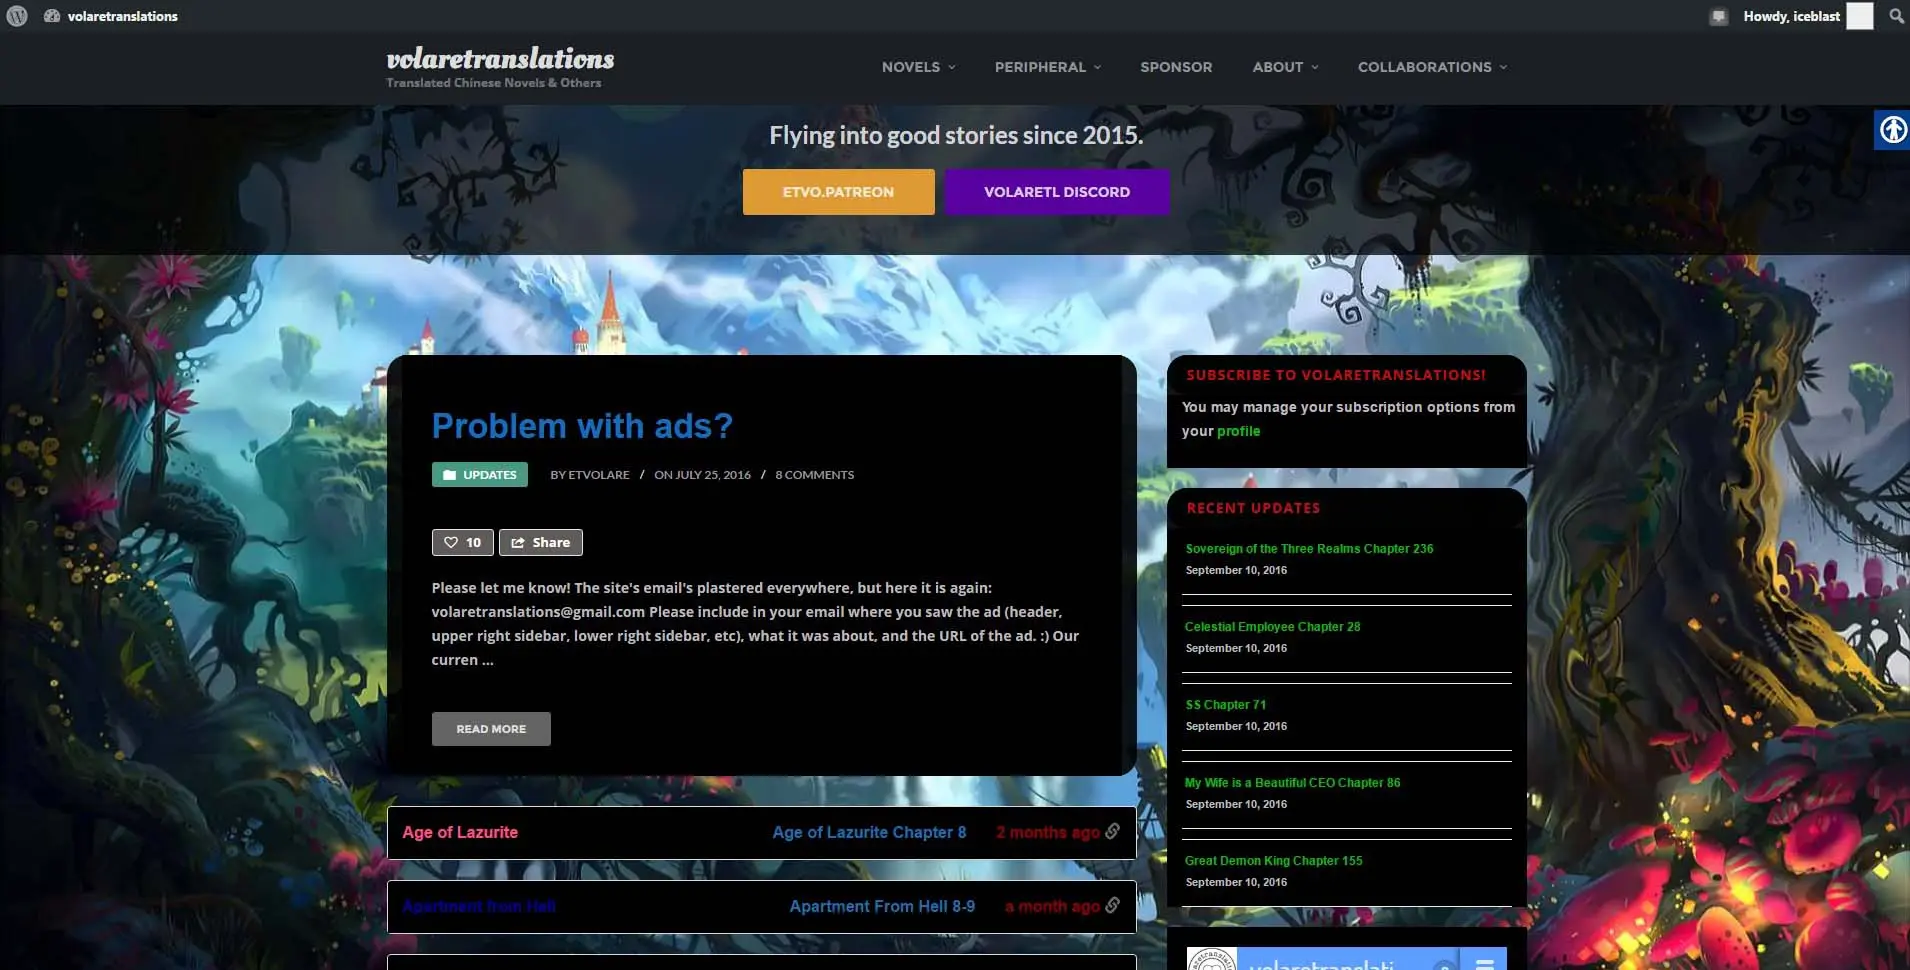 volaretranslations
Howdy, iceblast
volaretranslations
Translated Chinese Novels & Others
NOVELS
PERIPHERAL
SPONSOR
ABOUT
COLLABORATIONS
Flying into good stories since 2015.
ETVO.PATREON
VOLARETL DISCORD
Problem with ads?
UPDATES
BY ETVOLARE / ON JULY 25, 2016 / 8 COMMENTS
10
Share
Please let me know! The site's email's plastered everywhere, but here it is again:
volaretranslations@gmail.com Please include in your email where you saw the ad (header,
upper right sidebar, lower right sidebar, etc), what it was about, and the URL of the ad. :) Our
curren ...
READ MORE
Age of Lazurite
Age of Lazurite Chapter 8
2 months ago
Apartment from Hell
Apartment From Hell 8-9
a month ago
SUBSCRIBE TO VOLARETRANSLATIONS!
You may manage your subscription options from
your profile
RECENT UPDATES
Sovereign of the Three Realms Chapter 236
September 10, 2016
Celestial Employee Chapter 28
September 10, 2016
SS Chapter 71
September 10, 2016
My Wife is a Beautiful CEO Chapter 86
September 10, 2016
Great Demon King Chapter 155
September 10, 2016